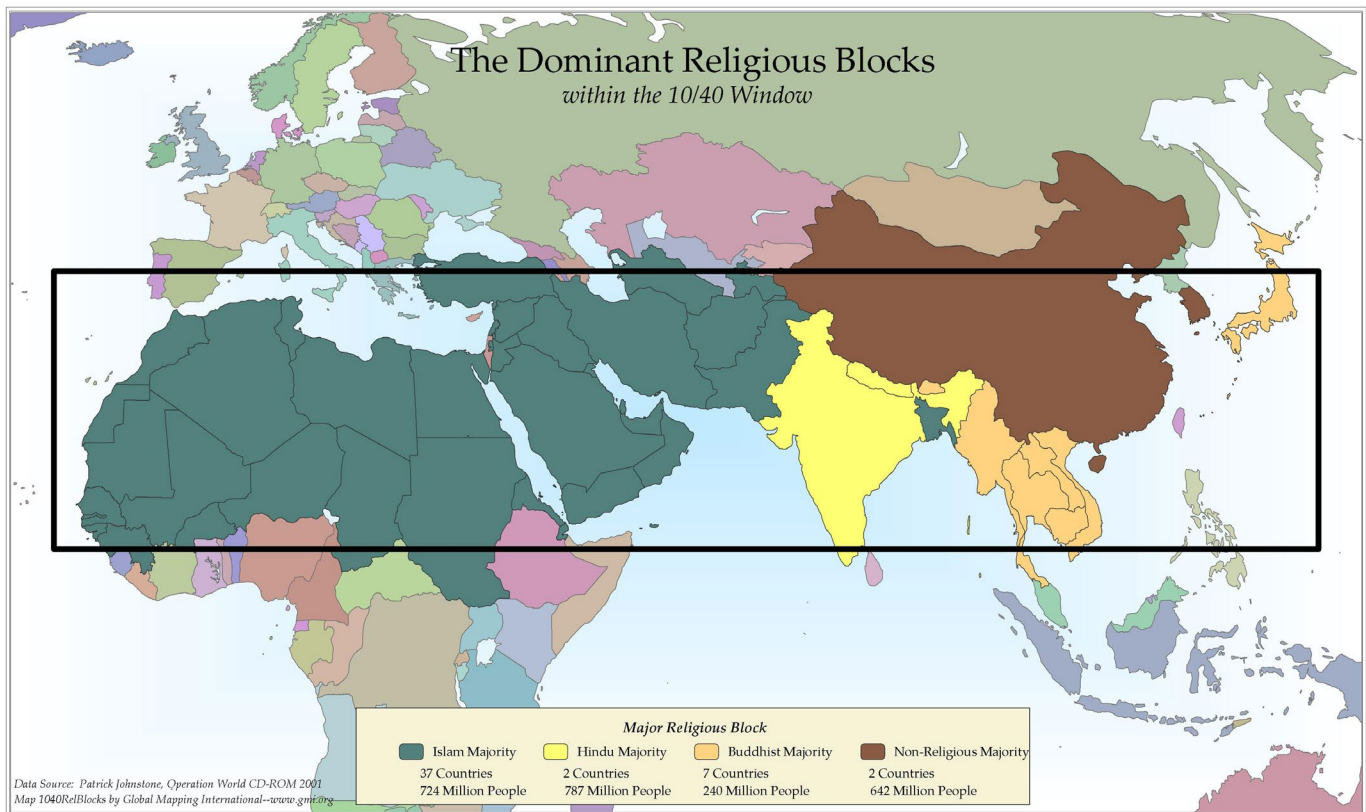 The Dominant Religious Blocks
within the 10/40 Window
Major Religious Block
Islam Majority
37 Countries
724 Million People
Hindu Majority
2 Countries
787 Million People
Buddhist Majority
7 Countries
240 Million People
Non-Religious Majority
2 Countries
642 Million People
Data Source: Patrick Johnstone, Operation World CD-ROM 2001
Map 1040RelBlocks by Global Mapping International--www.gmi.org